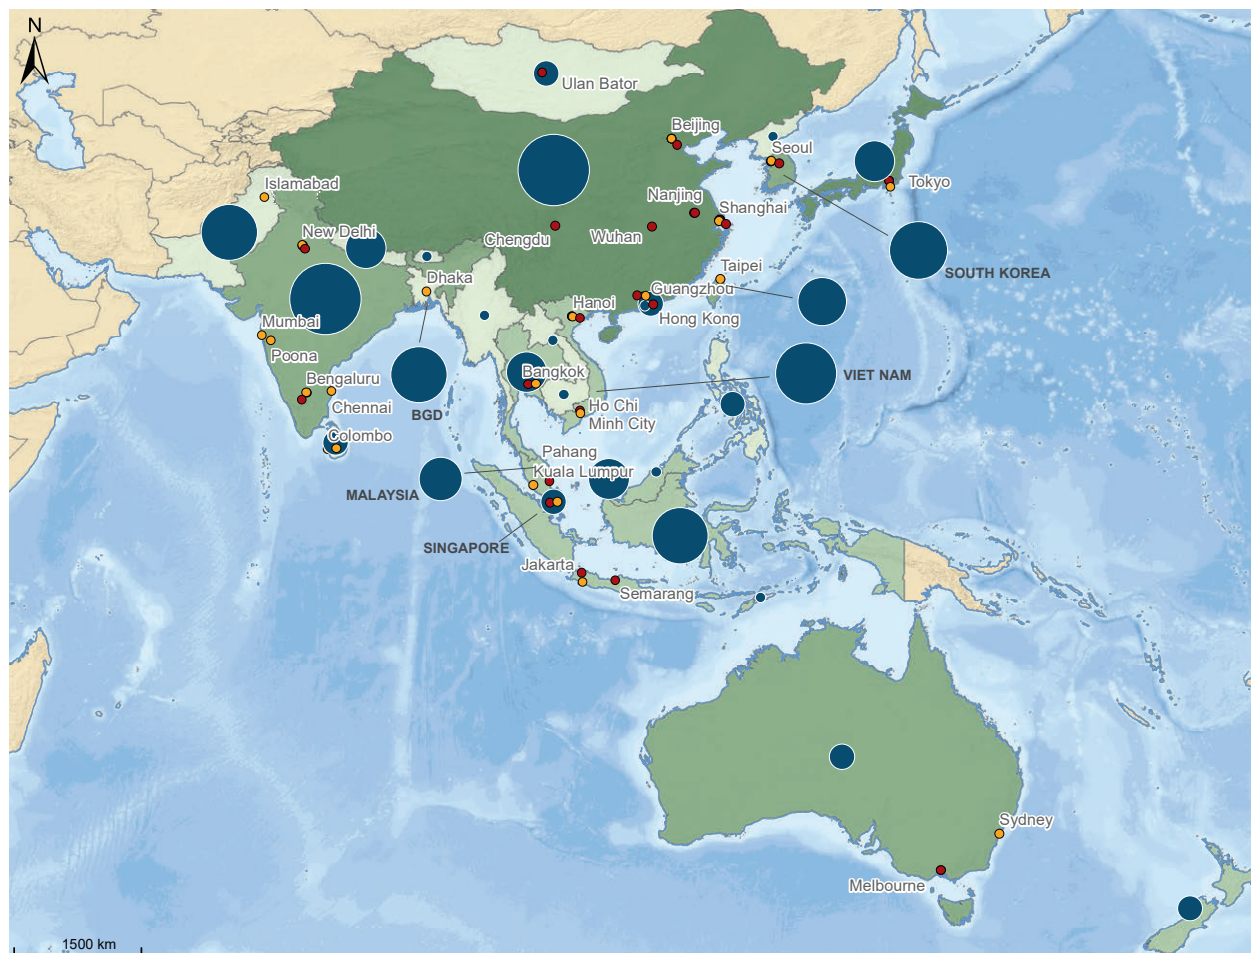 N
Ulan Bator
Beijing
Seoul
Islamabad
Tokyo
Nanjing
Shanghai
New Delhi
Chengdu
Wuhan
Taipei
SOUTH KOREA
Dhaka
Guangzhou
Hanoi
Hong Kong
Mumbai
Poona
Bengaluru
Bangkok
VIET NAM
Chennai
BGD
Ho Chi
Minh City
Colombo
Pahang
Kuala Lumpur
MALAYSIA
SINGAPORE
Jakarta
Semarang
Sydney
Melbourne
1500 km